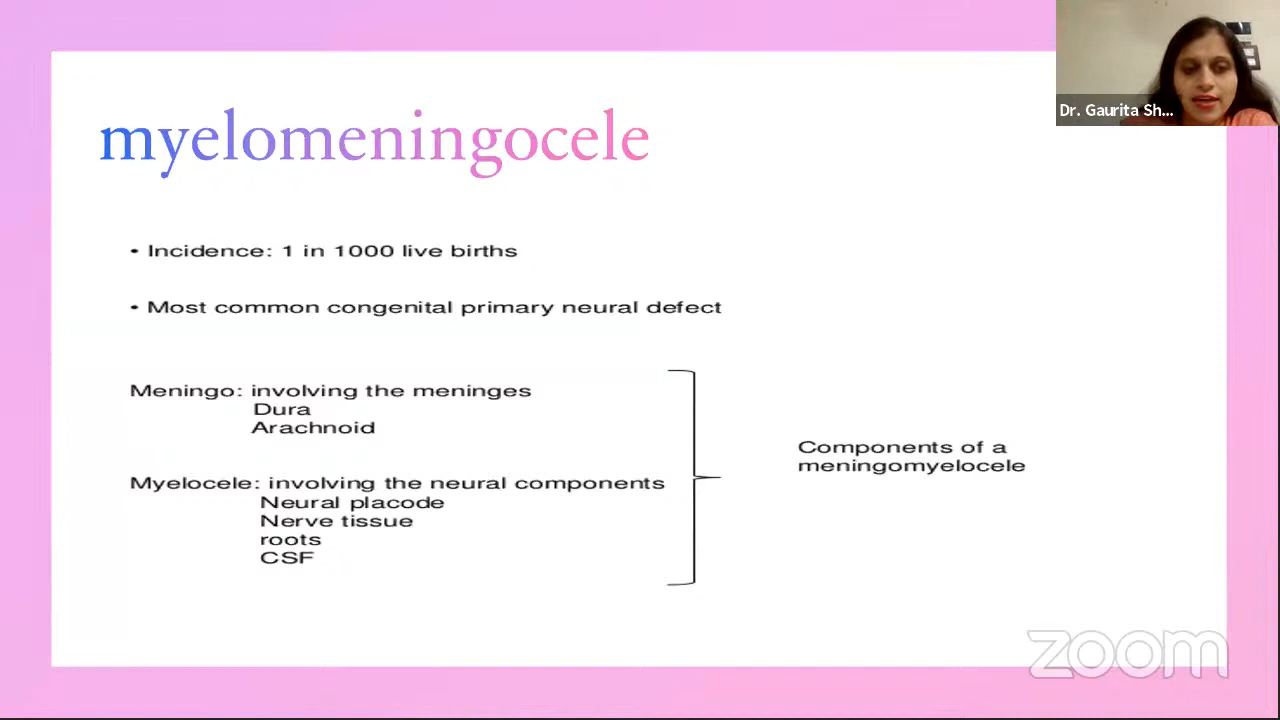 Dr. Gaurita Sh...
myelomeningocele
• Incidence: 1 in 1000 live births
• Most common congenital primary neural defect
Meningo: involving the meninges
Dura
Arachnoid
Myelocele: involving the neural components
Neural placode
Nerve tissue
roots
CSF
Components of a
meningomyelocele
zoom